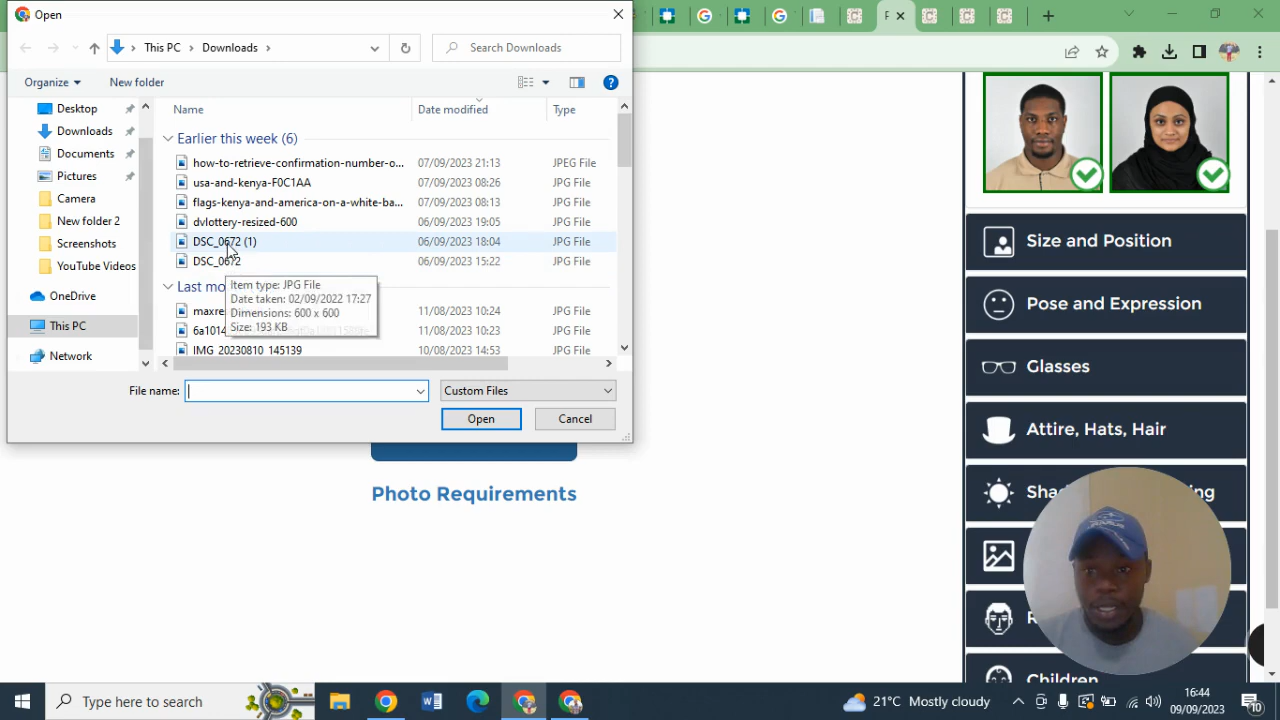 Open
This PC
Downloads
Search Downloads
Organize
New folder
Name
Date modified
Type
Desktop
Downloads
Documents
Pictures
Camera
New folder 2
Screenshots
YouTube Videos
OneDrive
This PC
Network
Earlier this week (6)
how-to-retrieve-confirmation-number-o... 07/09/2023 21:13 JPEG File
usa-and-kenya-F0C1AA 07/09/2023 08:26 JPG File
flags-kenya-and-america-on-a-white-ba... 07/09/2023 08:13 JPG File
dvlottery-resized-600 06/09/2023 19:05 JPG File
DSC_0672 (1) 06/09/2023 18:04 JPG File
DSC_0672 06/09/2023 15:22 JPG File
Last mo
11/08/2023 10:24 JPG File
6a1014 11/08/2023 10:23 JPG File
IMG_20230810_145139 10/08/2023 14:53 JPG File
Item type: JPG File
Date taken: 02/09/2022 17:27
Dimensions: 600 x 600
Size: 193 KB
File name:
Custom Files
Open
Cancel
Photo Requirements
Size and Position
Pose and Expression
Glasses
Attire, Hats, Hair
Children
Type here to search
21°C Mostly cloudy
16:44
09/09/2023
10